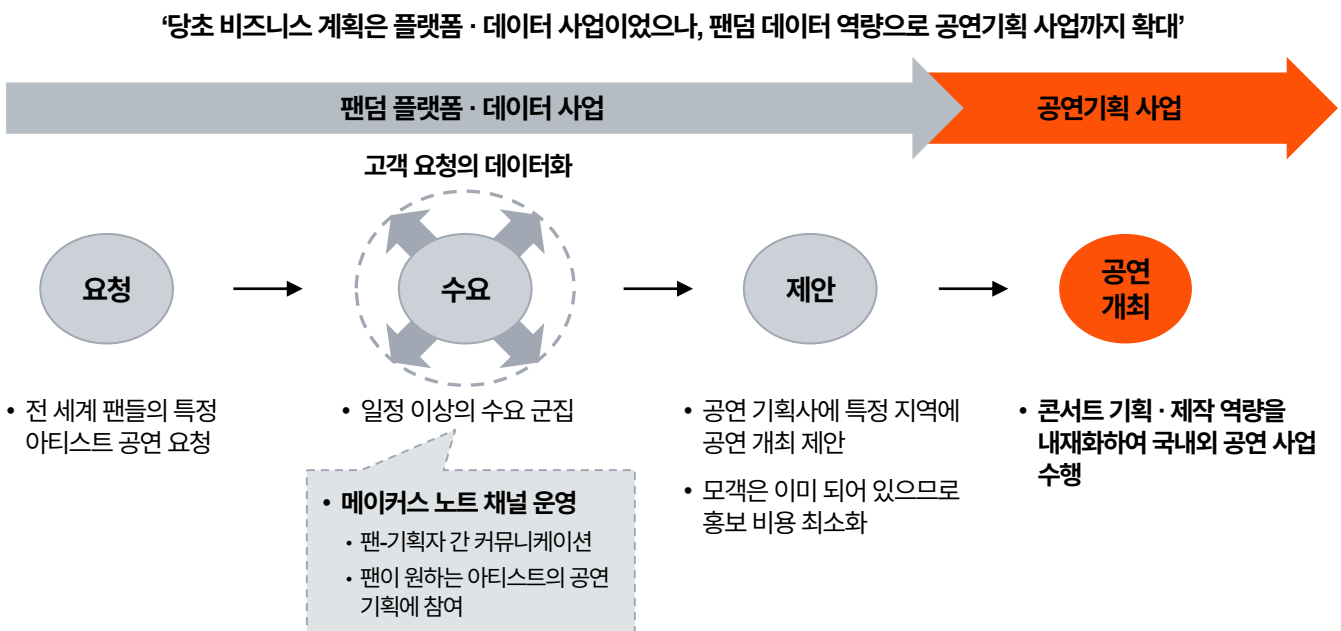 ‘당초 비즈니스 계획은 플랫폼 · 데이터 사업이었으나, 팬덤 데이터 역량으로 공연기획 사업까지 확대’
팬덤 플랫폼 · 데이터 사업
공연기획 사업
고객 요청의 데이터화
요청
수요
제안
공연
개최
• 전 세계 팬들의 특정
아티스트 공연 요청
• 일정 이상의 수요 군집
• 메이커스 노트 채널 운영
• 팬-기획자 간 커뮤니케이션
• 팬이 원하는 아티스트의 공연
기획에 참여
• 공연 기획사에 특정 지역에
공연 개최 제안
• 모객은 이미 되어 있으므로
홍보 비용 최소화
• 콘서트 기획 · 제작 역량을
내재화하여 국내외 공연 사업
수행